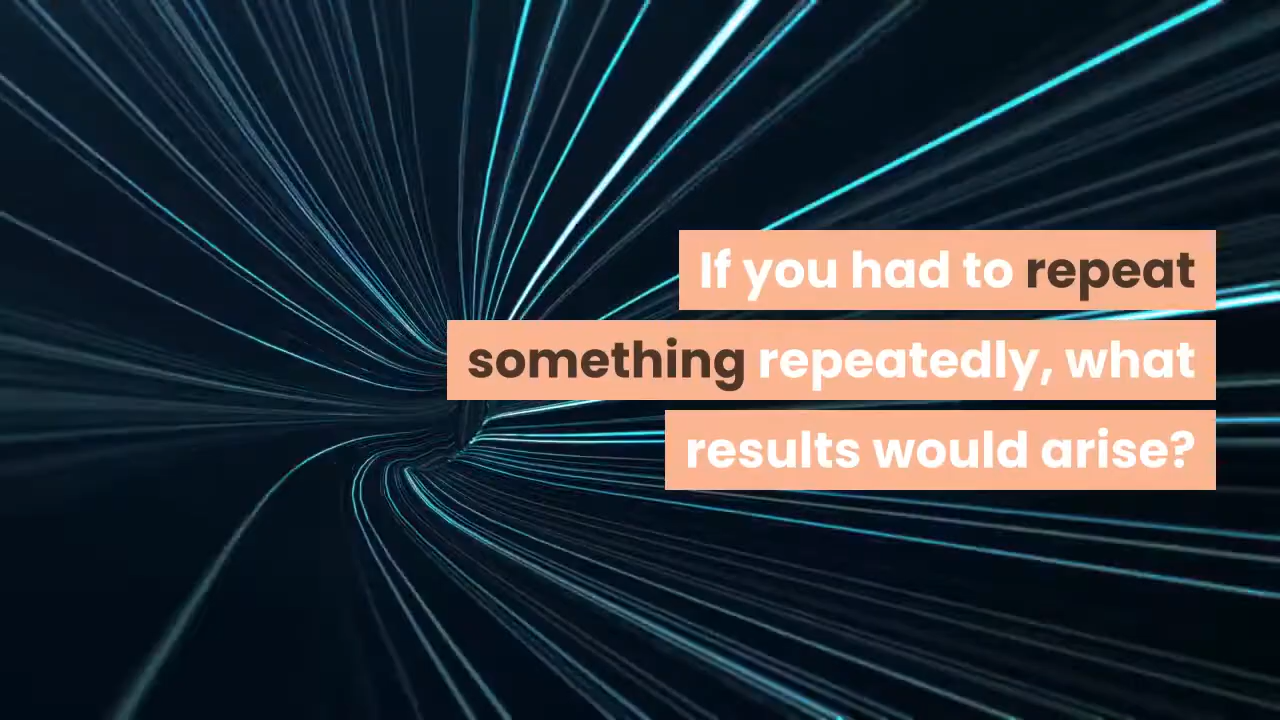 If you had to repeat
something repeatedly, what
results would arise?